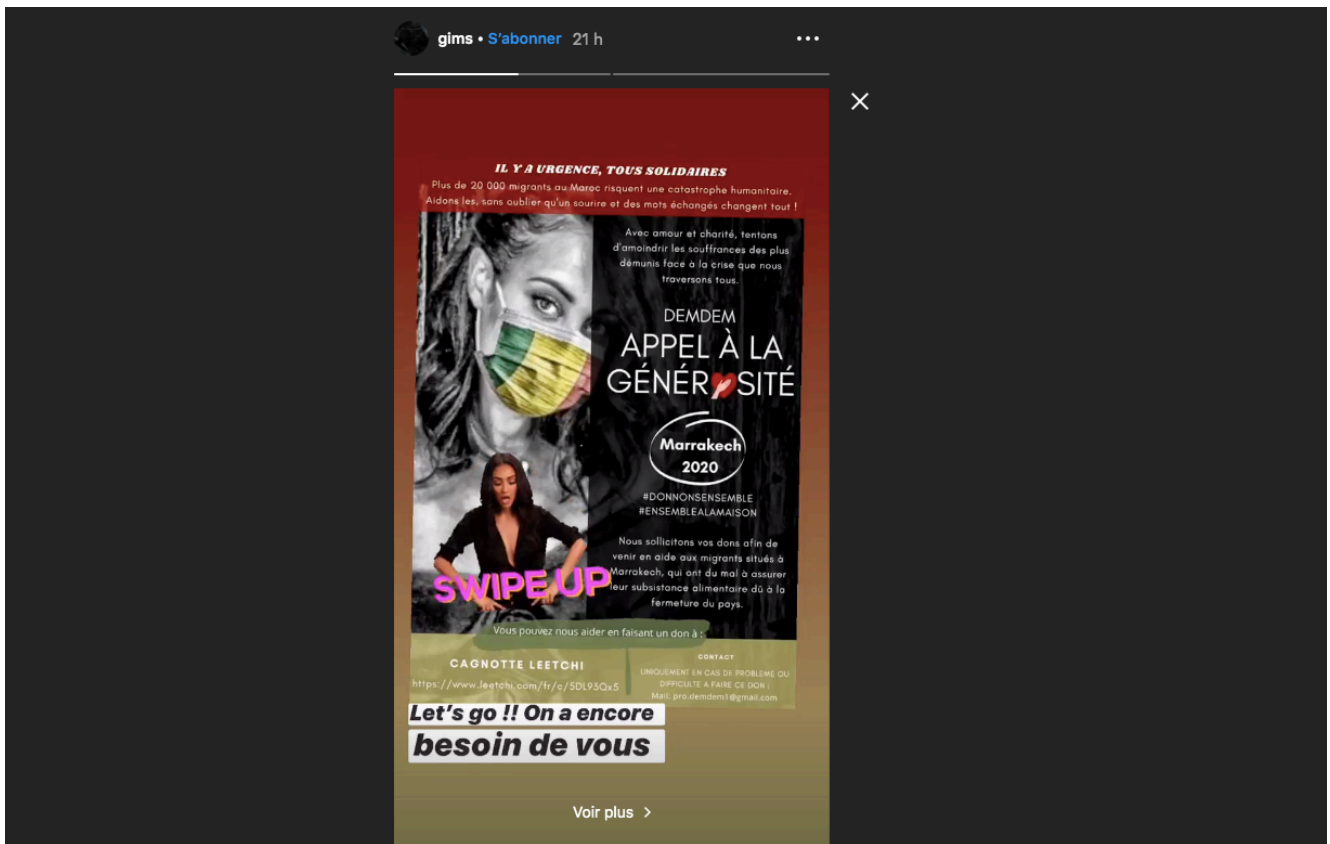 gims • S'abonner 21 h
IL Y A URGENCE, TOUS SOLIDAIRES
Plus de 20 000 migrants au Maroc risquent une catastrophe humanitaire.
Aidons les, sans oublier qu'un sourire et des mots échangés changent tout !
Avec amour et charité, tentons
d'amoindrir les souffrances des plus
démunis face à la crise que nous
traversons tous.
DEMDEM
APPEL À LA
GÉNÉROSITÉ
Marrakech
2020
#DONNONSENSEMBLE
#ENSEMBLEALAMAISON
Nous sollicitons vos dons afin de
venir en aide aux migrants situés à
Marrakech, qui ont du mal à assurer
leur subsistance alimentaire dû à la
fermeture du pays.
SWIPE UP
Vous pouvez nous aider en faisant un don à :
CAGNOTTE LEETCHI
https://www.leetchi.com/fr/c/5DL93Qx5
CONTACT
UNIQUEMENT EN CAS DE PROBLEME OU
DIFFICULTE A FAIRE CE DON :
Mail: pro.demdem1@gmail.com
Let's go !! On a encore
besoin de vous
Voir plus >